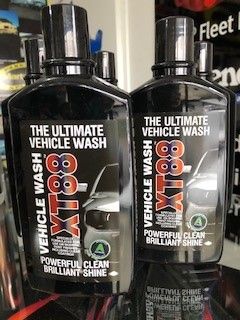 Fleet
THE ULTIMATE
VEHICLE WASH
VEHICLE WASH
XT88
POWERFUL CLEAN
BRILLIANT SHINE
THE ULTIMATE
VEHICLE WASH
VEHICLE WASH
XT88
POWERFUL CLEAN
BRILLIANT SHINE